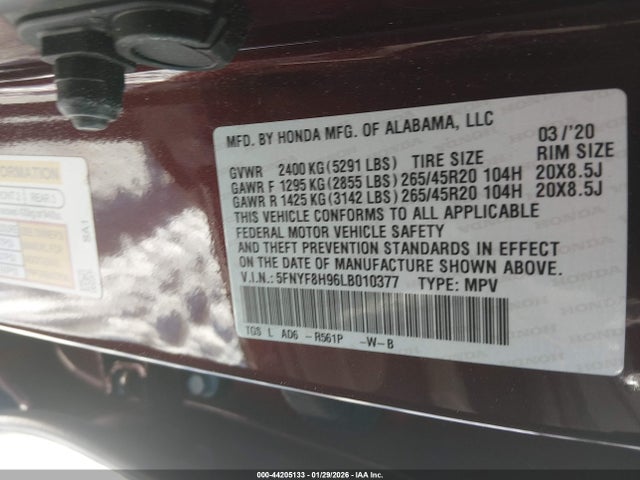 MFD. BY HONDA MFG. OF ALABAMA, LLC 03/'20
GVWR 2400 KG (5291 LBS) TIRE SIZE RIM SIZE
GAWR F 1295 KG (2855 LBS) 265/45R20 104H 20X8.5J
GAWR R 1425 KG (3142 LBS) 265/45R20 104H 20X8.5J
THIS VEHICLE CONFORMS TO ALL APPLICABLE
FEDERAL MOTOR VEHICLE SAFETY
AND THEFT PREVENTION STANDARDS IN EFFECT
ON THE DATE OF MANUFACTURE SHOWN ABOVE.
V.I.N.: 5FNYF8H96LB010377 TYPE: MPV
TGS L AD6 -R561P -W-B
SA1
000-44205133 - 01/29/2026 - IAA Inc.